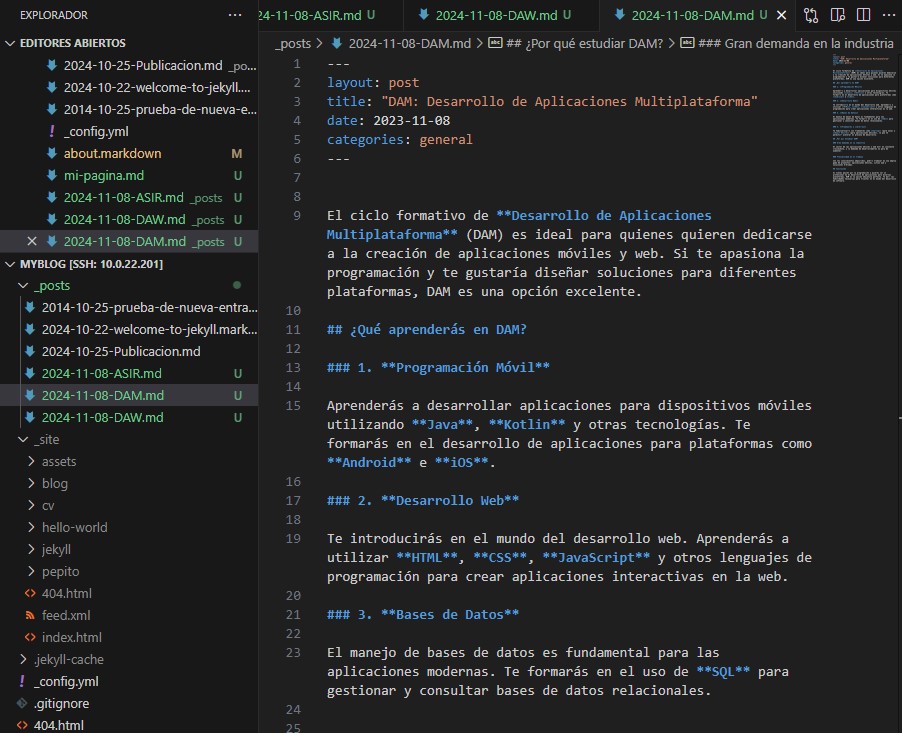 EXPLORADOR
EDITORES ABIERTOS
2024-10-25-Publicacion.md _po...
2024-10-22-welcome-to-jekyll....
2014-10-25-prueba-de-nueva-e...
! _config.yml
about.markdown M
mi-pagina.md U
2024-11-08-ASIR.md _posts U
2024-11-08-DAW.md _posts U
2024-11-08-DAM.md _posts U
MYBLOG [SSH: 10.0.22.201]
_posts
2014-10-25-prueba-de-nueva-entra...
2024-10-22-welcome-to-jekyll.mark...
2024-10-25-Publicacion.md
2024-11-08-ASIR.md U
2024-11-08-DAM.md U
2024-11-08-DAW.md U
_site
assets
blog
cv
hello-world
jekyll
pepito
404.html
feed.xml
index.html
.jekyll-cache
! _config.yml
.gitignore
404.html
24-11-08-ASIR.md U
2024-11-08-DAW.md U
2024-11-08-DAM.md U
_posts > 2024-11-08-DAM.md > abc ## ¿Por qué estudiar DAM? > abc ### Gran demanda en la industria
1 ---
2 layout: post
3 title: "DAM: Desarrollo de Aplicaciones Multiplataforma"
4 date: 2023-11-08
5 categories: general
6 ---
7
8
9 El ciclo formativo de **Desarrollo de Aplicaciones
Multiplataforma** (DAM) es ideal para quienes quieren dedicarse
a la creación de aplicaciones móviles y web. Si te apasiona la
programación y te gustaría diseñar soluciones para diferentes
plataformas, DAM es una opción excelente.
10
11 ## ¿Qué aprenderás en DAM?
12
13 ### 1. **Programación Móvil**
14
15 Aprenderás a desarrollar aplicaciones para dispositivos móviles
utilizando **Java**, **Kotlin** y otras tecnologías. Te
formarás en el desarrollo de aplicaciones para plataformas como
**Android** e **iOS**.
16
17 ### 2. **Desarrollo Web**
18
19 Te introducirás en el mundo del desarrollo web. Aprenderás a
utilizar **HTML**, **CSS**, **JavaScript** y otros lenguajes de
programación para crear aplicaciones interactivas en la web.
20
21 ### 3. **Bases de Datos**
22
23 El manejo de bases de datos es fundamental para las
aplicaciones modernas. Te formarás en el uso de **SQL** para
gestionar y consultar bases de datos relacionales.
24
25